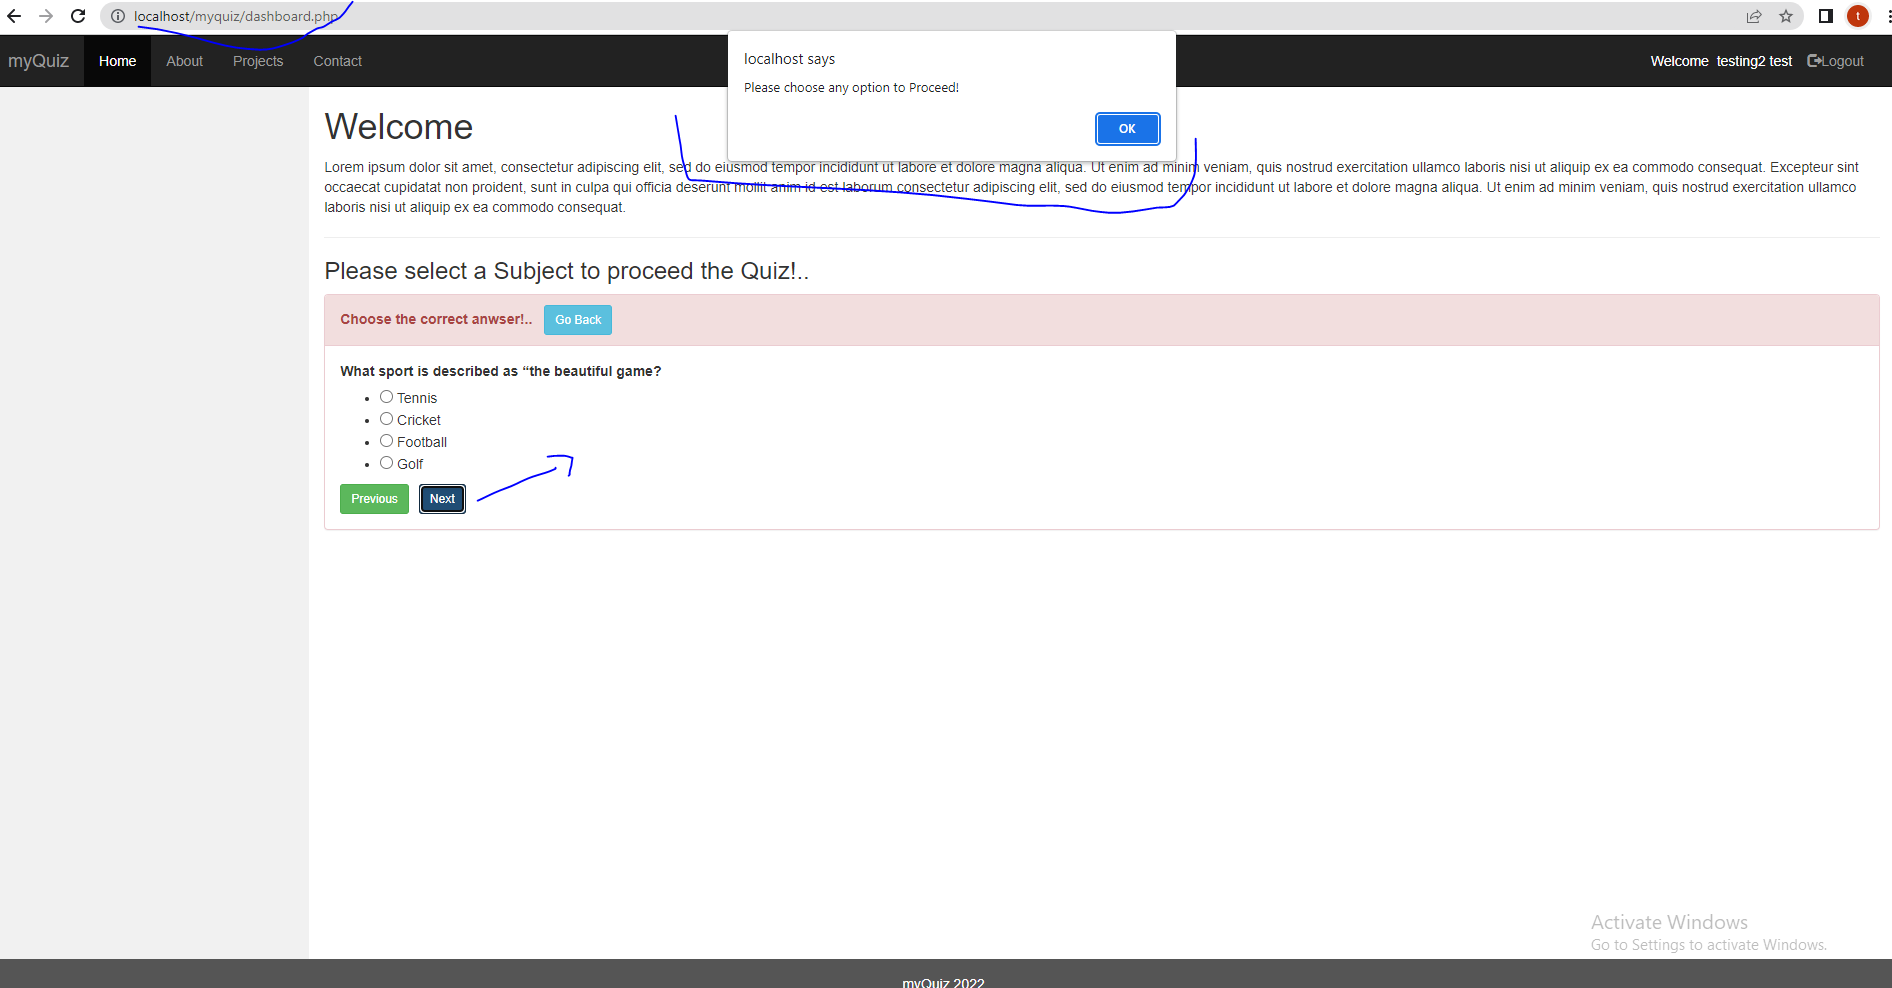 localhost/myquiz/dashboard.php
t
myQuiz Home About Projects Contact Welcome testing2 test Logout
localhost says
Please choose any option to Proceed!
OK
Welcome
Lorem ipsum dolor sit amet, consectetur adipiscing elit, sed do eiusmod tempor incididunt ut labore et dolore magna aliqua. Ut enim ad minim veniam, quis nostrud exercitation ullamco laboris nisi ut aliquip ex ea commodo consequat. Excepteur sint
occaecat cupidatat non proident, sunt in culpa qui officia deserunt mollit anim id est laborum consectetur adipiscing elit, sed do eiusmod tempor incididunt ut labore et dolore magna aliqua. Ut enim ad minim veniam, quis nostrud exercitation ullamco
laboris nisi ut aliquip ex ea commodo consequat.
Please select a Subject to proceed the Quiz!..
Choose the correct anwser!.. Go Back
What sport is described as “the beautiful game?
Tennis
Cricket
Football
Golf
Previous Next
Activate Windows
Go to Settings to activate Windows.
myQuiz 2022